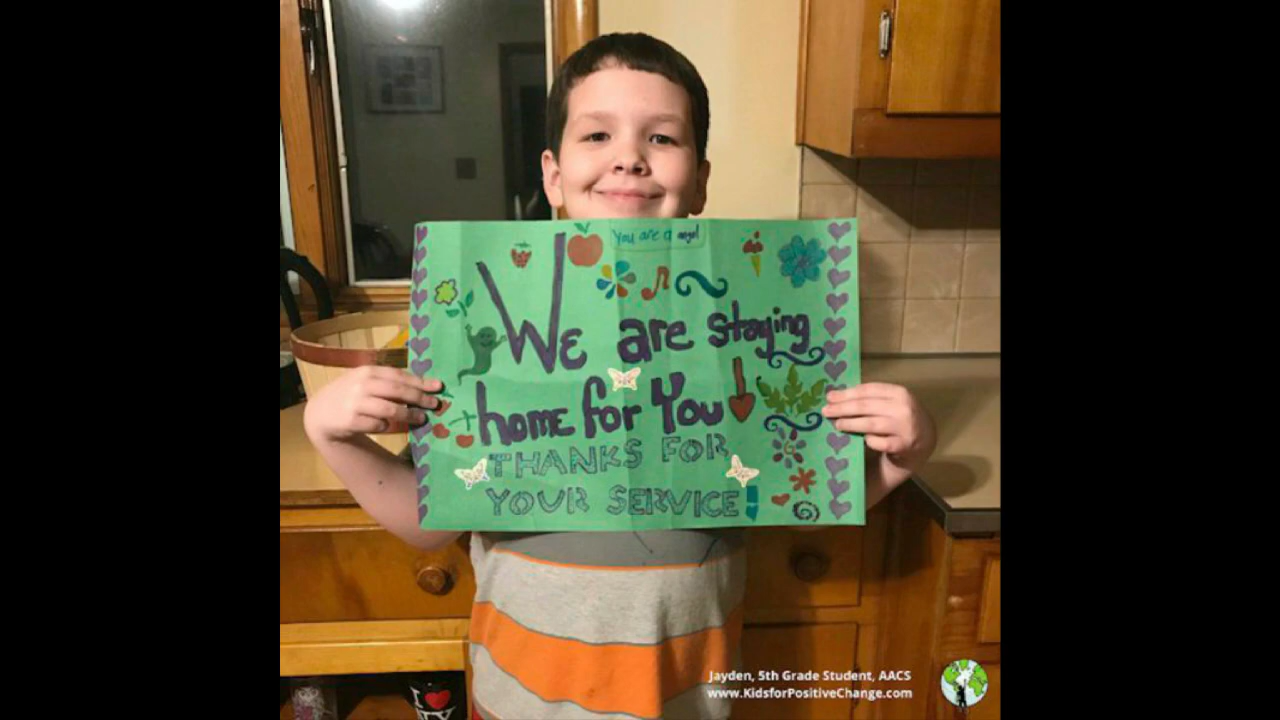 You are a angel
We are staying
home for You
THANKS FOR
YOUR SERVICE!
I ♥
Jayden, 5th Grade Student, AACS
www.KidsforPositiveChange.com